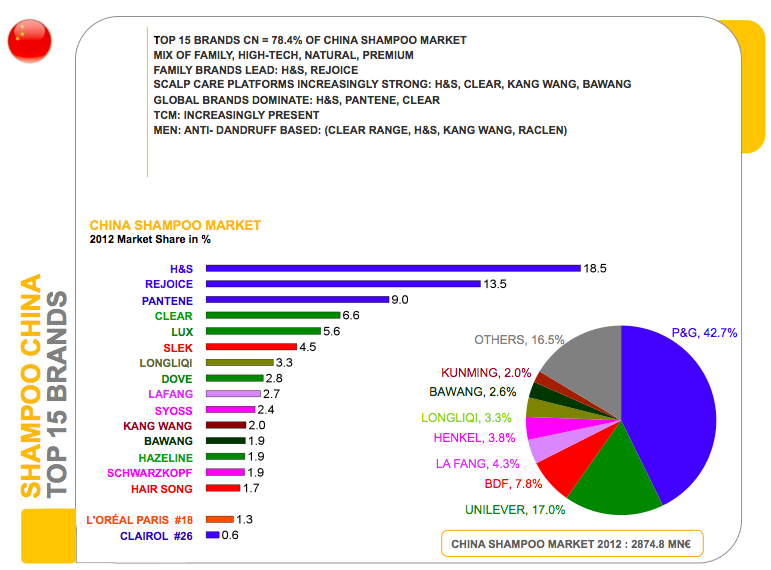 TOP 15 BRANDS CN = 78.4% OF CHINA SHAMPOO MARKET
MIX OF FAMILY, HIGH-TECH, NATURAL, PREMIUM
FAMILY BRANDS LEAD: H&S, REJOICE
SCALP CARE PLATFORMS INCREASINGLY STRONG: H&S, CLEAR, KANG WANG, BAWANG
GLOBAL BRANDS DOMINATE: H&S, PANTENE, CLEAR
TCM: INCREASINGLY PRESENT
MEN: ANTI- DANDRUFF BASED: (CLEAR RANGE, H&S, KANG WANG, RACLEN)
SHAMPOO CHINA
TOP 15 BRANDS
CHINA SHAMPOO MARKET
2012 Market Share in %
H&S 18.5
REJOICE 13.5
PANTENE 9.0
CLEAR 6.6
LUX 5.6
SLEK 4.5
LONGLIQI 3.3
DOVE 2.8
LAFANG 2.7
SYOSS 2.4
KANG WANG 2.0
BAWANG 1.9
HAZELINE 1.9
SCHWARZKOPF 1.9
HAIR SONG 1.7
L'ORÉAL PARIS #18 1.3
CLAIROL #26 0.6
P&G, 42.7%
OTHERS, 16.5%
KUNMING, 2.0%
BAWANG, 2.6%
LONGLIQI, 3.3%
HENKEL, 3.8%
LA FANG, 4.3%
BDF, 7.8%
UNILEVER, 17.0%
CHINA SHAMPOO MARKET 2012 : 2874.8 MN€